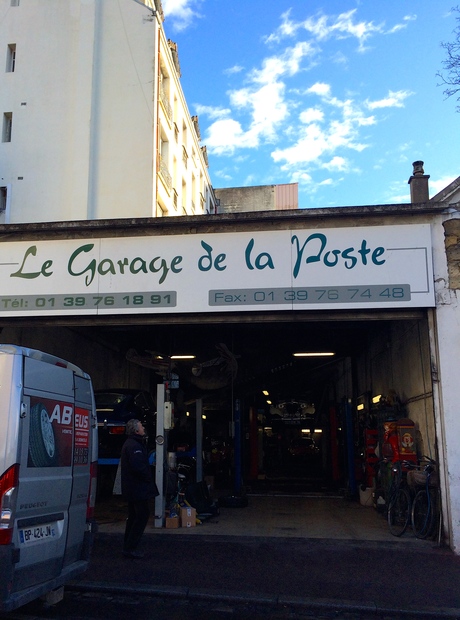 Le Garage de la Poste
Tél: 01 39 76 18 91
Fax: 01 39 76 74 48
BP-424-JN